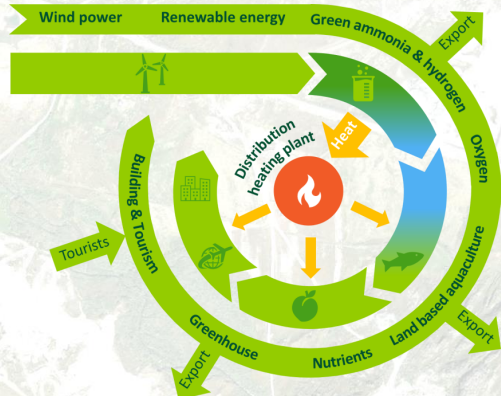 Wind power
Renewable energy
Green ammonia & hydrogen
Export
Oxygen
Heat
Distribution
heating plant
Building & Tourism
Tourists
Land based aquaculture
Export
Nutrients
Greenhouse
Export